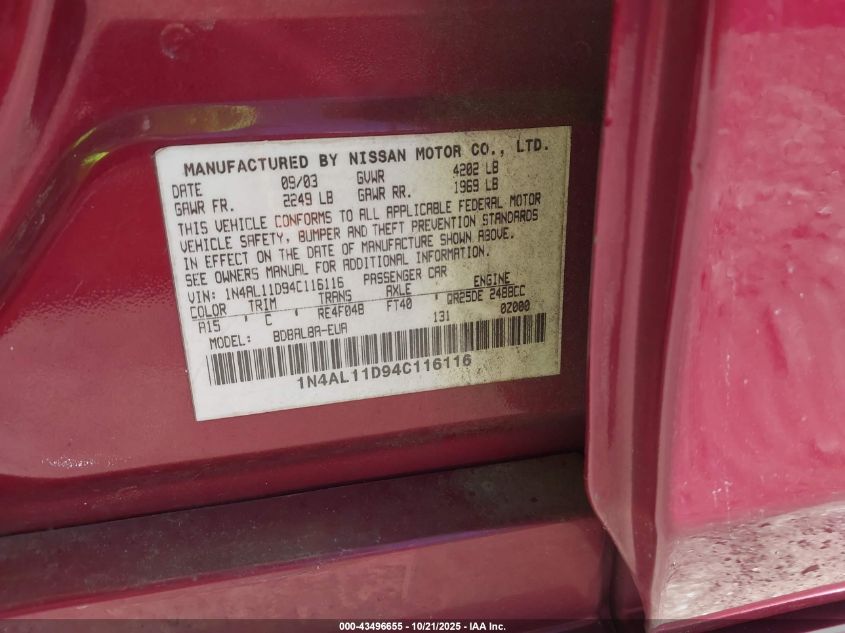 MANUFACTURED BY NISSAN MOTOR CO., LTD.
DATE 09/03 GVWR 4202 LB
GAWR FR. 2249 LB GAWR RR. 1969 LB
THIS VEHICLE CONFORMS TO ALL APPLICABLE FEDERAL MOTOR
VEHICLE SAFETY, BUMPER AND THEFT PREVENTION STANDARDS
IN EFFECT ON THE DATE OF MANUFACTURE SHOWN ABOVE.
SEE OWNERS MANUAL FOR ADDITIONAL INFORMATION.
VIN: 1N4AL11D94C116116 PASSENGER CAR
COLOR TRIM TRANS AXLE ENGINE
A15 ' C ' RE4F04B FT40 ' QR25DE 2488CC
131 0Z000
MODEL: BDBALBA-EUA
1N4AL11D94C116116
000-43496655 - 10/21/2025 - IAA Inc.